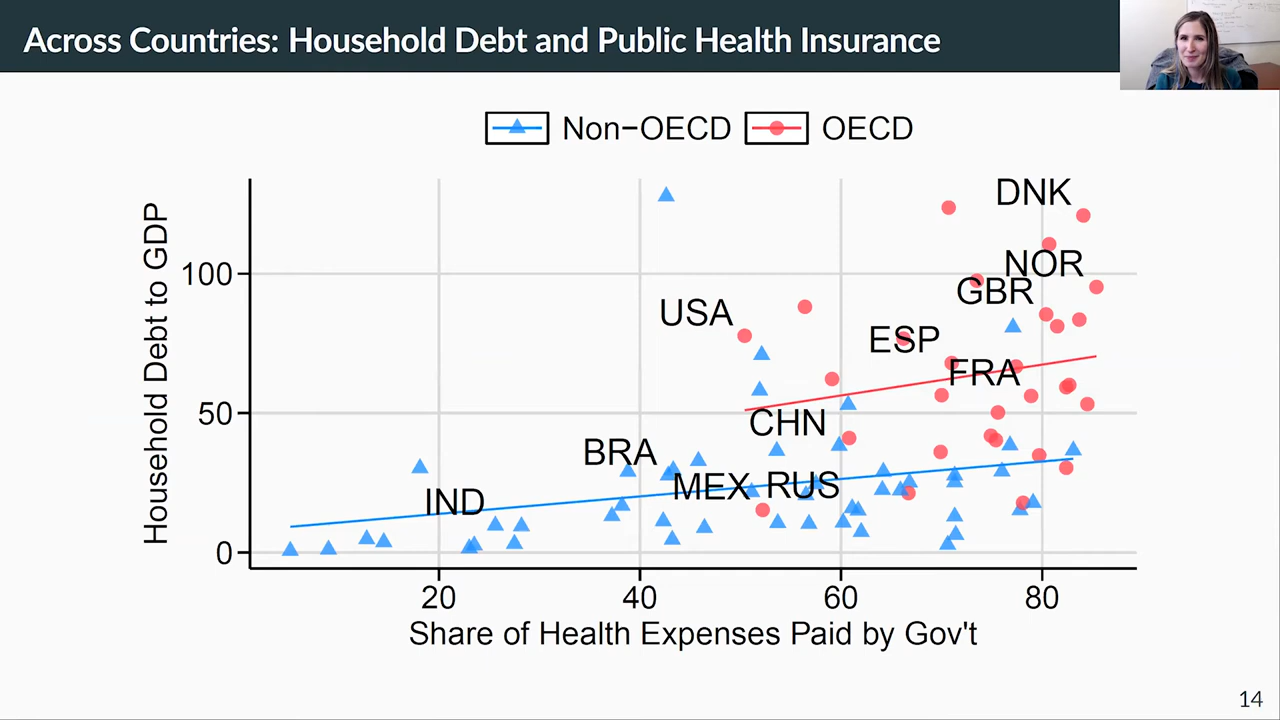 Across Countries: Household Debt and Public Health Insurance
Non-OECD OECD
Household Debt to GDP
100
50
0
DNK
NOR
GBR
USA
ESP
FRA
CHN
BRA
MEX RUS
IND
20 40 60 80
Share of Health Expenses Paid by Gov't
14